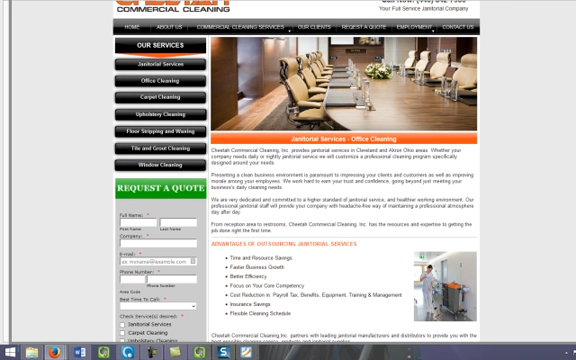 COMMERCIAL CLEANING
Your Full Service Janitorial Company
HOME
ABOUT US
COMMERCIAL CLEANING SERVICES
OUR CLIENTS
REQEST A QUOTE
EMPLOYMENT
CONTACT US
OUR SERVICES
Janitorial Services
Office Cleaning
Carpet Cleaning
Upholstery Cleaning
Floor Stripping and Waxing
Tile and Grout Cleaning
Window Cleaning
REQUEST A QUOTE
Full Name: *
First Name Last Name
Company:
E-mail: *
Phone Number: *
Phone Number
Area Code
Best Time To Call: *
Check Service(s) desired: *
Janitorial Services
Carpet Cleaning
Upholstery Cleaning
Janitorial Services - Office Cleaning
Cheetah Commercial Cleaning, Inc. provides janitorial services in Cleveland and Akron Ohio areas. Whether your
company needs daily or nightly janitorial service we will customize a professional cleaning program specifically
designed around your needs.
Presenting a clean business environment is paramount to impressing your clients and customers as well as improving
morale among your employees. We work hard to earn your trust and confidence, going beyond just meeting your
business's daily cleaning needs.
We are very dedicated and committed to a higher standard of janitorial service, and healthier working environment. Our
professional janitorial staff will provide your company with headache-free way of maintaining a professional atmosphere
day after day.
From reception area to restrooms, Cheetah Commercial Cleaning, Inc. has the resources and expertise to getting the
job done right the first time.
ADVANTAGES OF OUTSOURCING JANITORIAL SERVICES
Time and Resource Savings
Faster Business Growth
Better Efficiency
Focus on Your Core Competency
Cost Reduction in: Payroll Tax, Benefits, Equipment, Training & Management
Insurance Savings
Flexible Cleaning Schedule
Cheetah Commercial Cleaning,Inc. partners with leading janitorial manufacturers and distributors to provide you with the